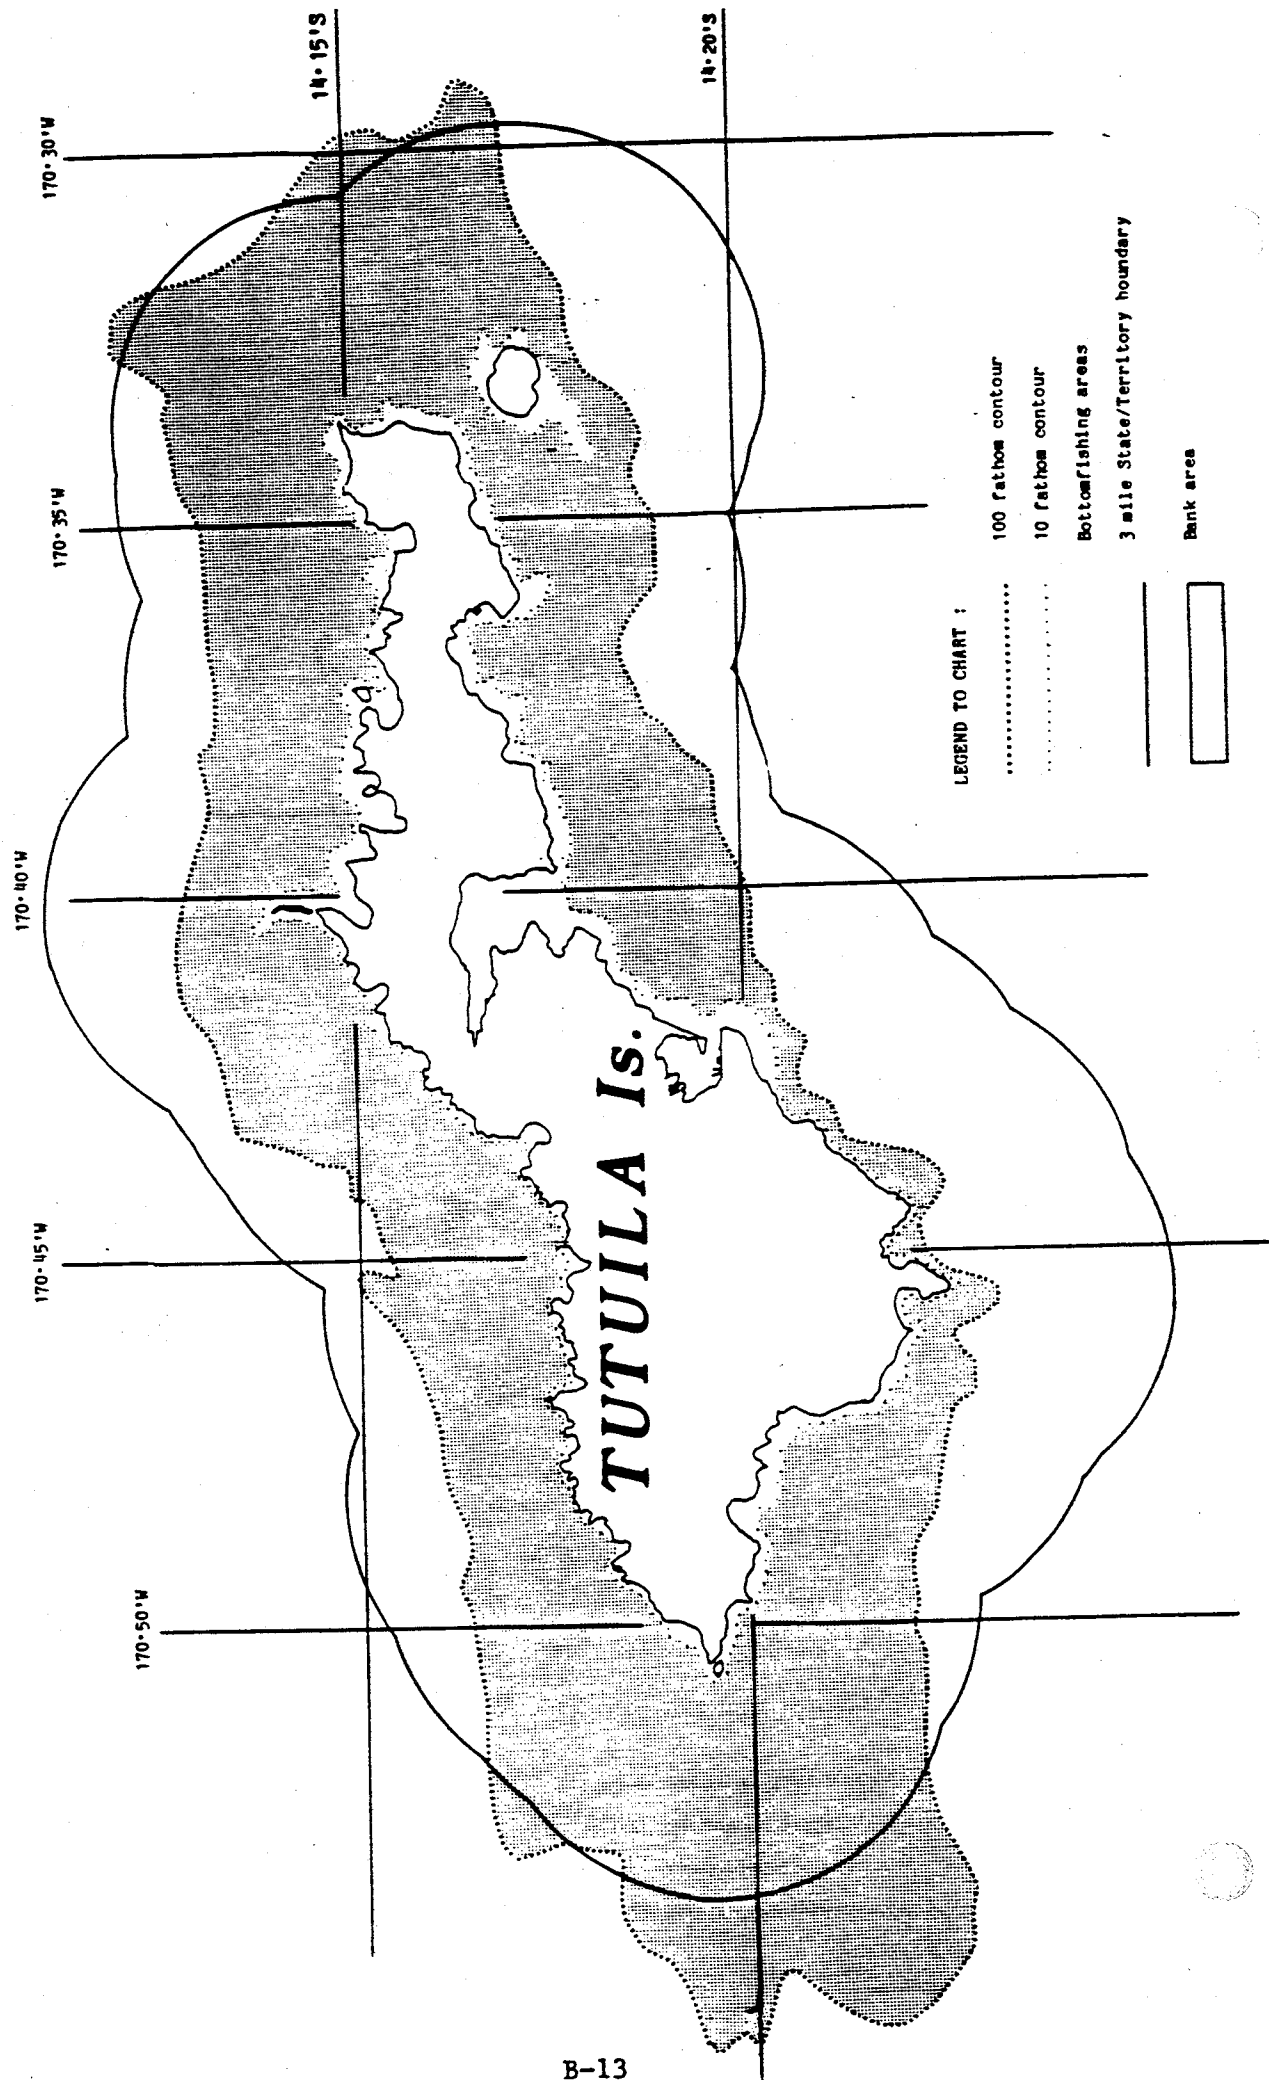 170°50'W
170°45'W
170°40'W
170°35'W
170°30'W
14°15'S
14°20'S
TUTUILA Is.
LEGEND TO CHART :
100 fathom contour
10 fathom contour
Bottomfishing areas
3 mile State/Territory houndary
Bank area
B-13